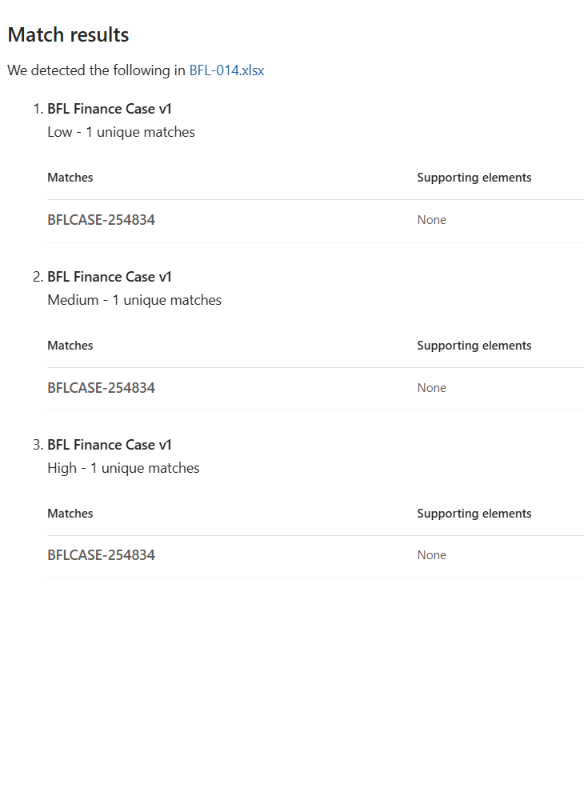 Match results
We detected the following in BFL-014.xlsx
1. BFL Finance Case v1
Low - 1 unique matches
Matches Supporting elements
BFLCASE-254834 None
2. BFL Finance Case v1
Medium - 1 unique matches
Matches Supporting elements
BFLCASE-254834 None
3. BFL Finance Case v1
High - 1 unique matches
Matches Supporting elements
BFLCASE-254834 None